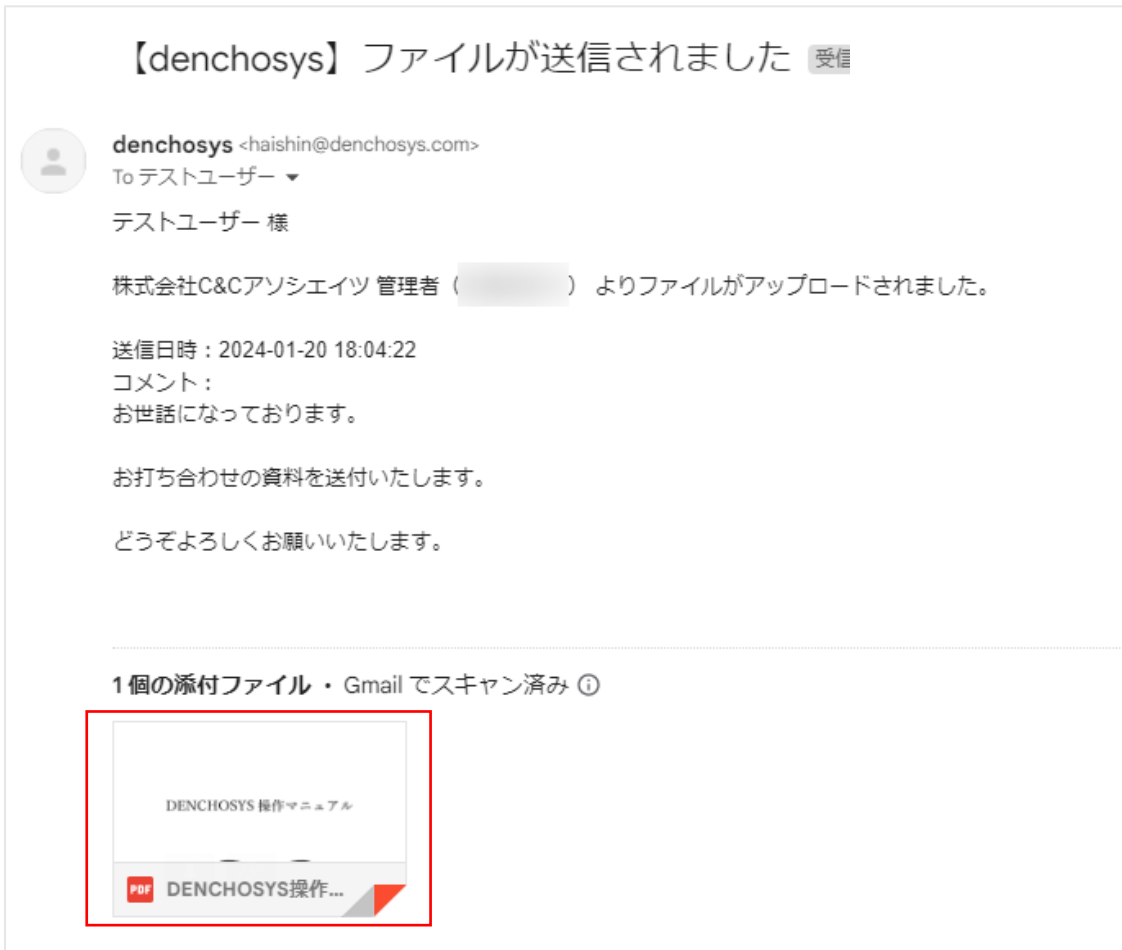 【denchosys】ファイルが送信されました 受信
denchosys <haishin@denchosys.com>
To テストユーザー
テストユーザー 様
株式会社C&Cアソシエイツ 管理者（ ） よりファイルがアップロードされました。
送信日時：2024-01-20 18:04:22
コメント：
お世話になっております。
お打ち合わせの資料を送付いたします。
どうぞよろしくお願いいたします。
1 個の添付ファイル・Gmail でスキャン済み
DENCHOSYS 操作マニュアル
PDF DENCHOSYS操作...